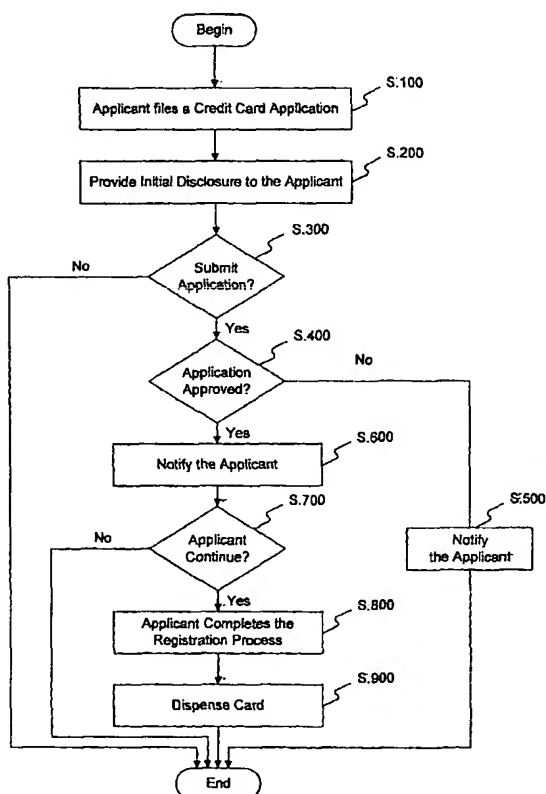 Begin
S.100
Applicant files a Credit Card Application
S.200
Provide Initial Disclosure to the Applicant
S.300
No
Submit
Application?
Yes
S.400
No
Application
Approved?
Yes
S.600
Notify the Applicant
S.700
S.500
No
Applicant
Continue?
Notify
the Applicant
Yes
S.800
Applicant Completes the
Registration Process
S.900
Dispense Card
End